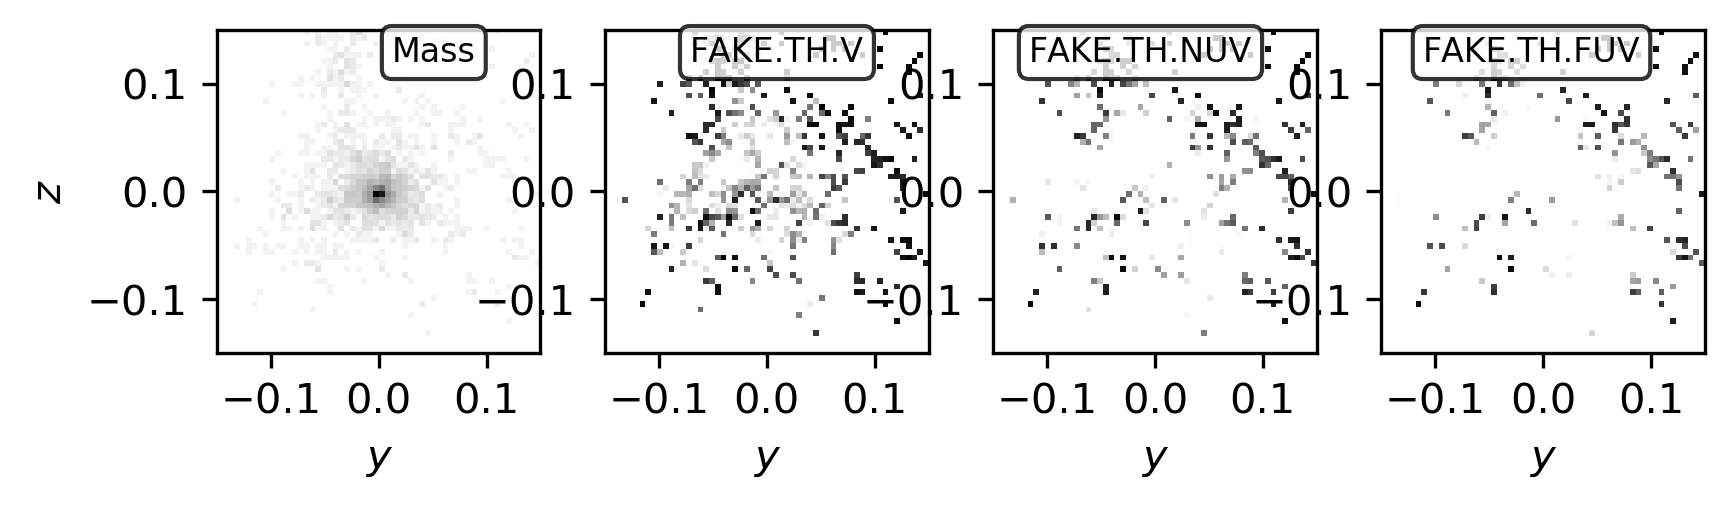 Mass FAKE.TH.V FAKE.TH.NUV FAKE.TH.FUV
0.1 0.1 0.1 0.1
z 0.0 0.0 0.0 0.0
−0.1 −0.1 −0.1 −0.1
−0.1 0.0 0.1 −0.1 0.0 0.1 −0.1 0.0 0.1 −0.1 0.0 0.1
y y y y